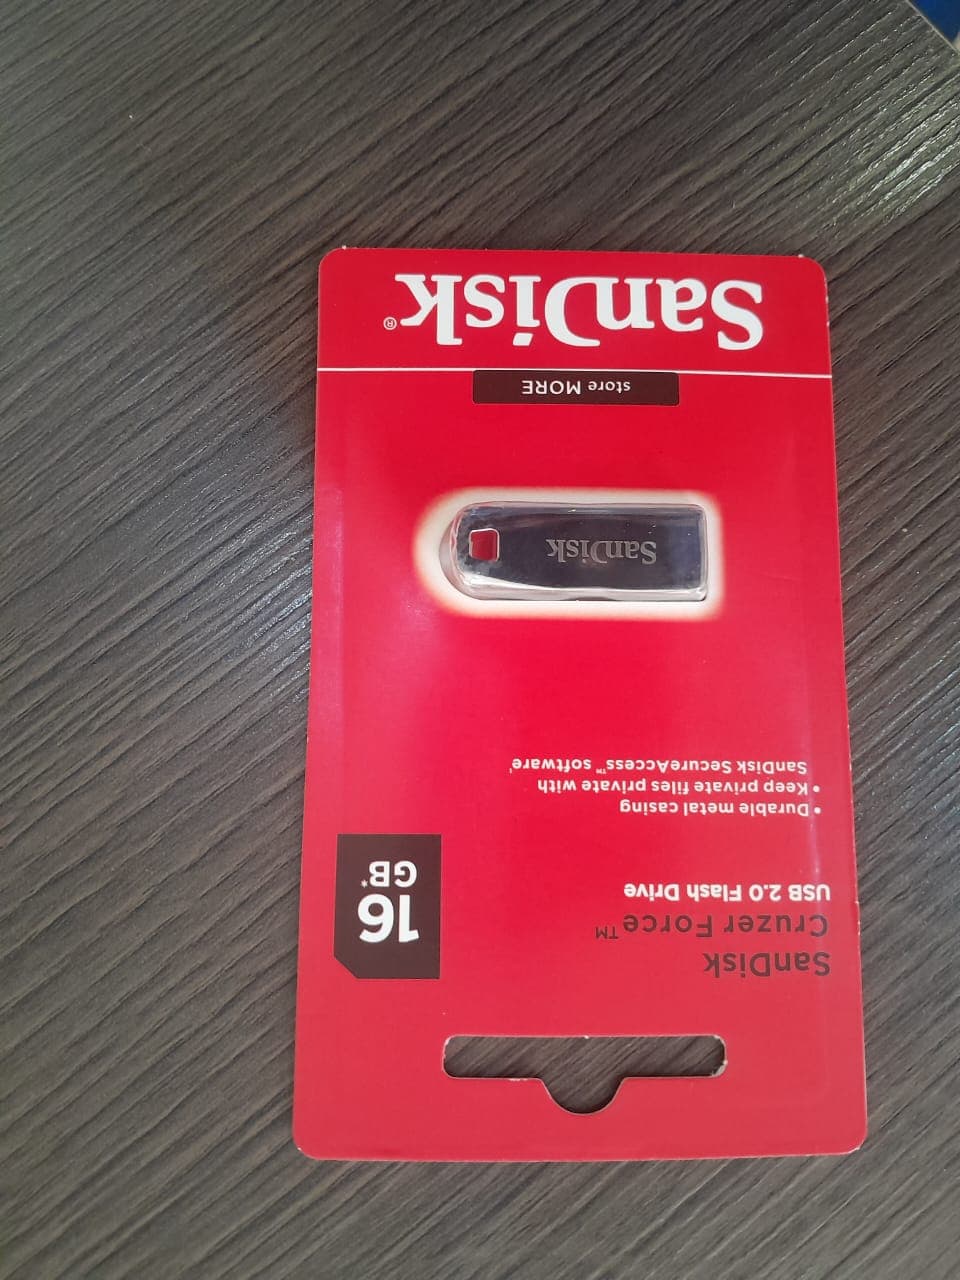 SanDisk
Cruzer Force™
USB 2.0 Flash Drive
16
GB*
• Durable metal casing
• Keep private files private with
SanDisk SecureAccess™ software¹
SanDisk
store MORE
SanDisk®